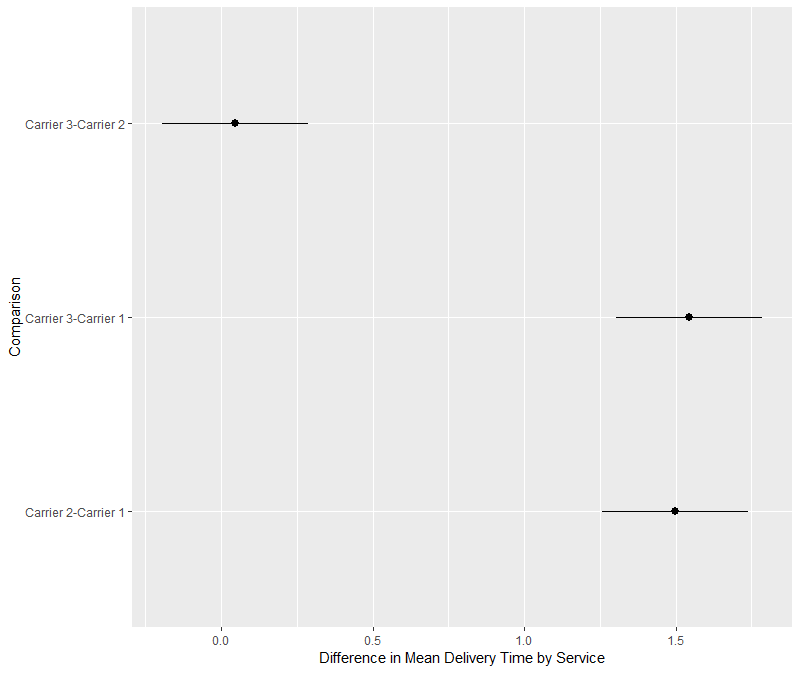 Comparison
Carrier 3-Carrier 2
Carrier 3-Carrier 1
Carrier 2-Carrier 1
0.0 0.5 1.0 1.5
Difference in Mean Delivery Time by Service